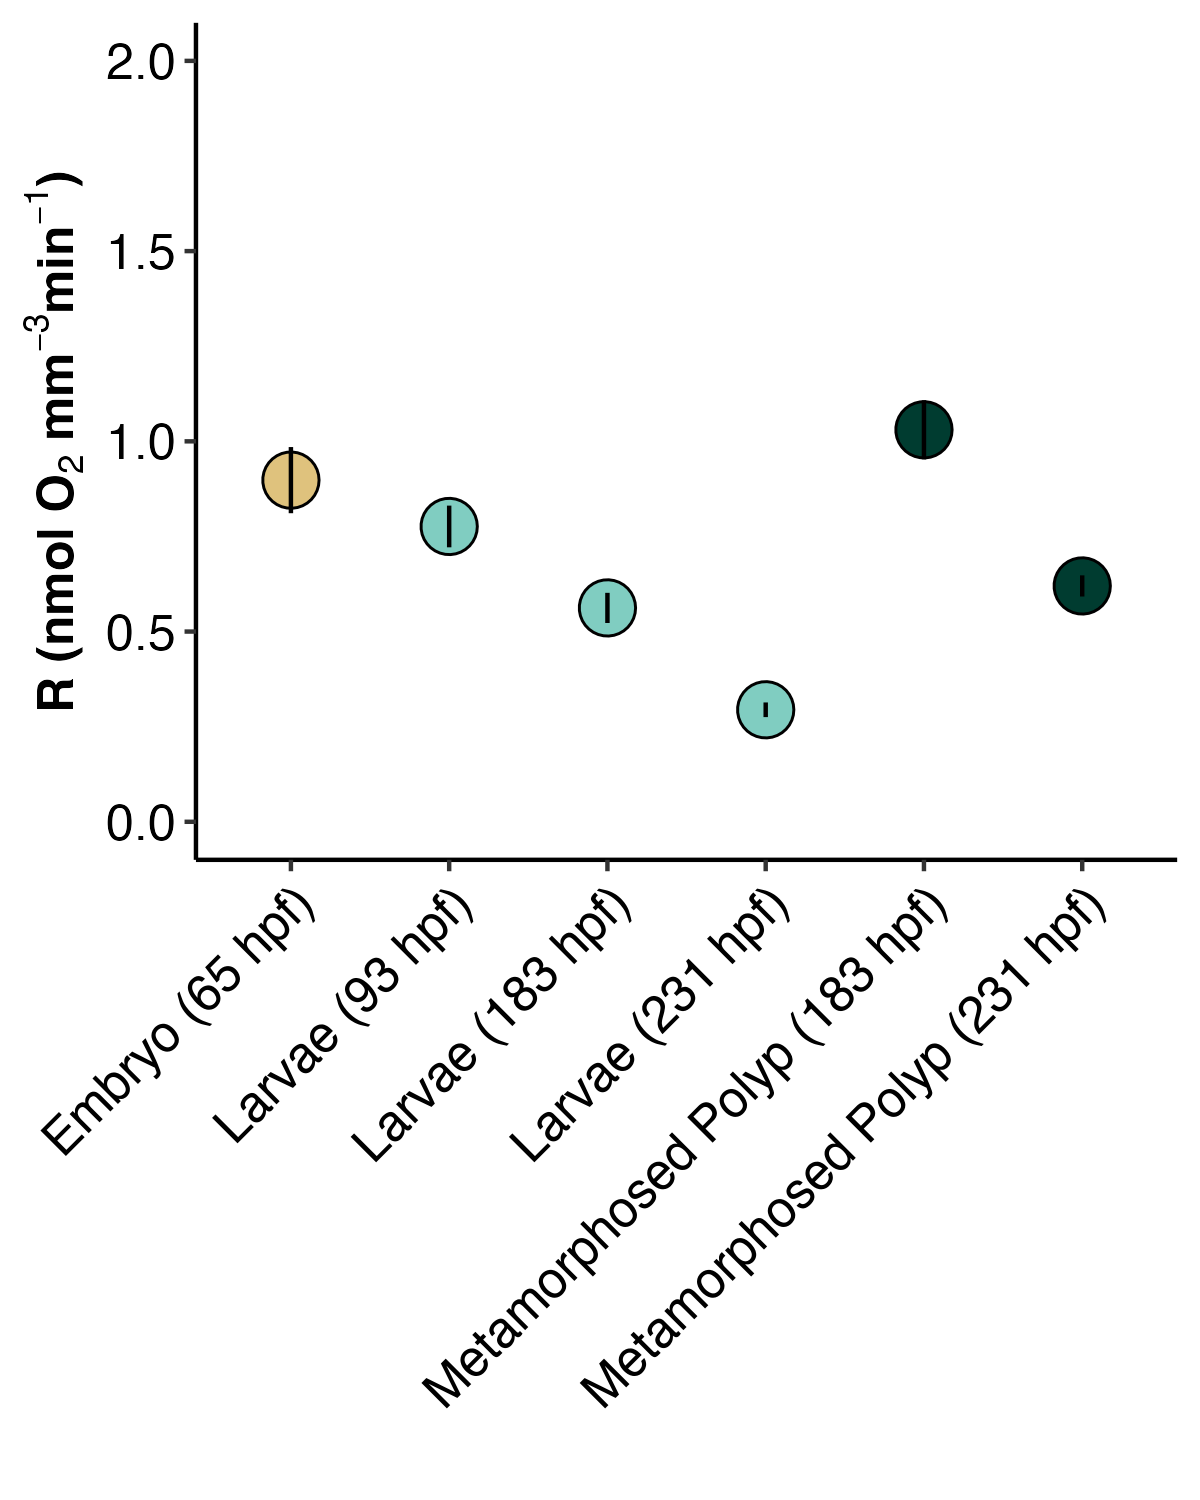 R (nmol O₂ mm⁻³min⁻¹)
2.0
1.5
1.0
0.5
0.0
Embryo (65 hpf)
Larvae (93 hpf)
Larvae (183 hpf)
Larvae (231 hpf)
Metamorphosed Polyp (183 hpf)
Metamorphosed Polyp (231 hpf)